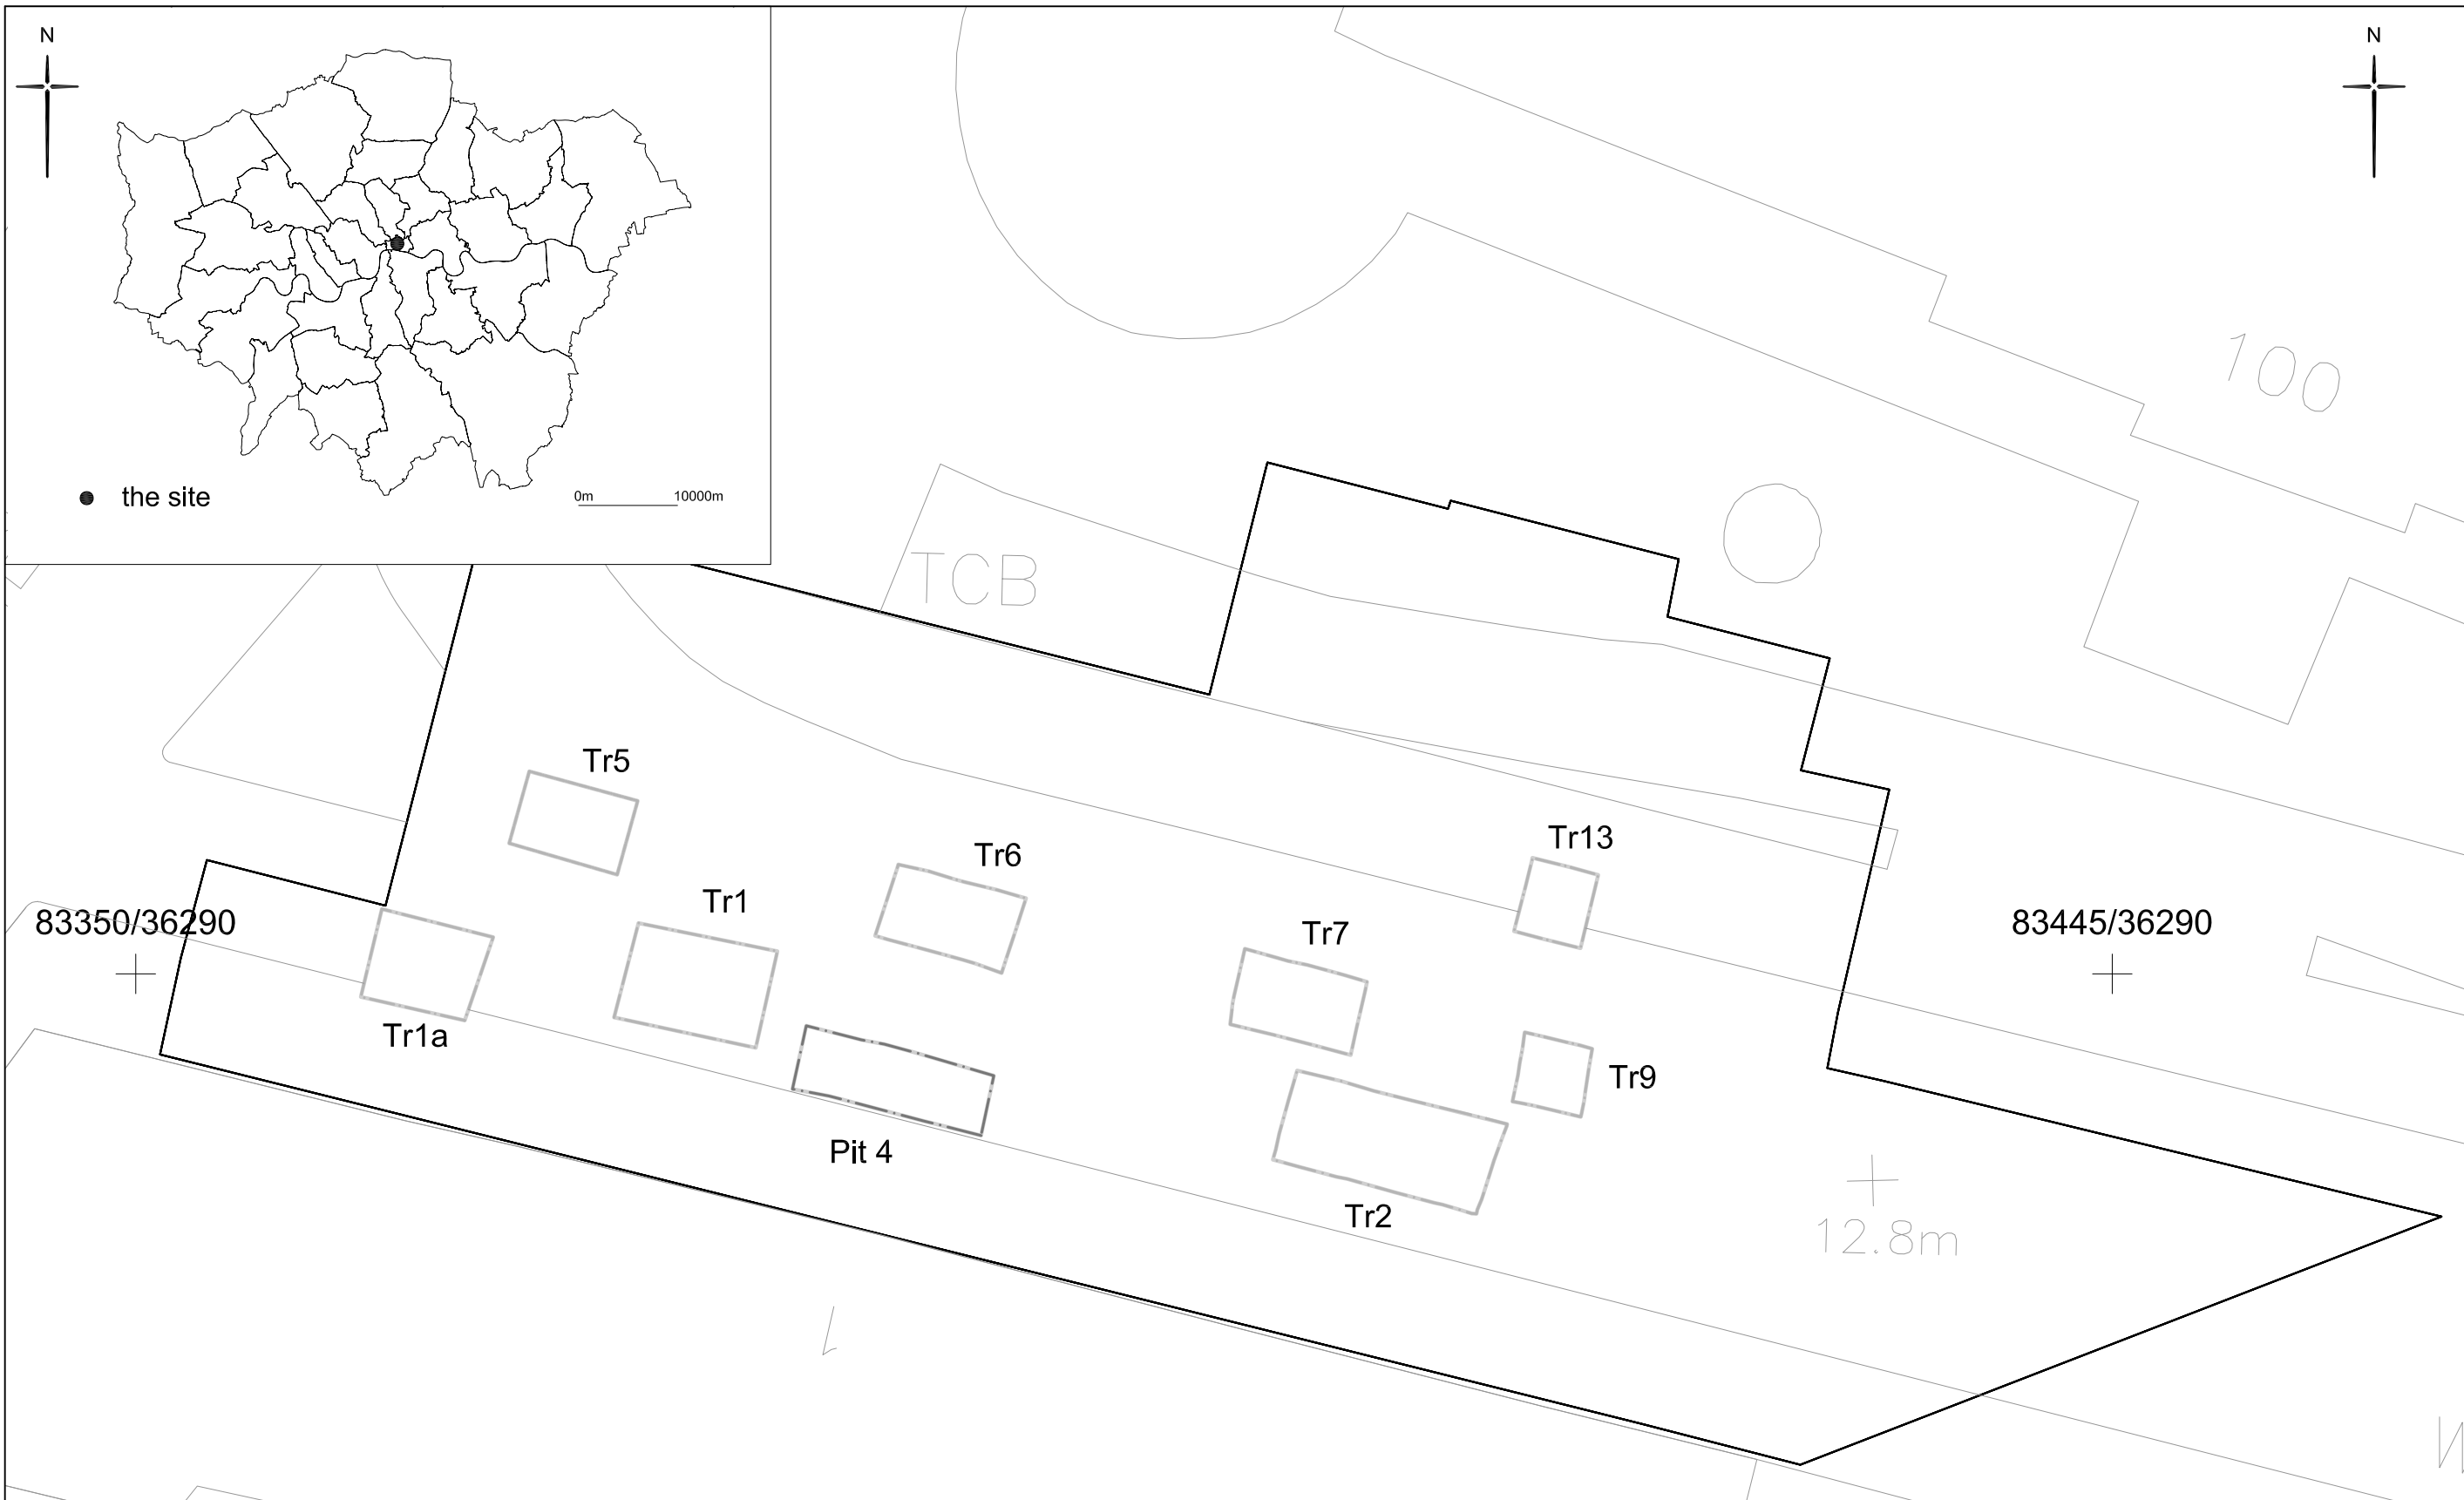 N
N
the site
0m 10000m
100
TCB
Tr5
Tr13
Tr6
Tr1
83350/36290
83445/36290
Tr7
Tr1a
Tr9
Pit 4
Tr2
12.8m
1